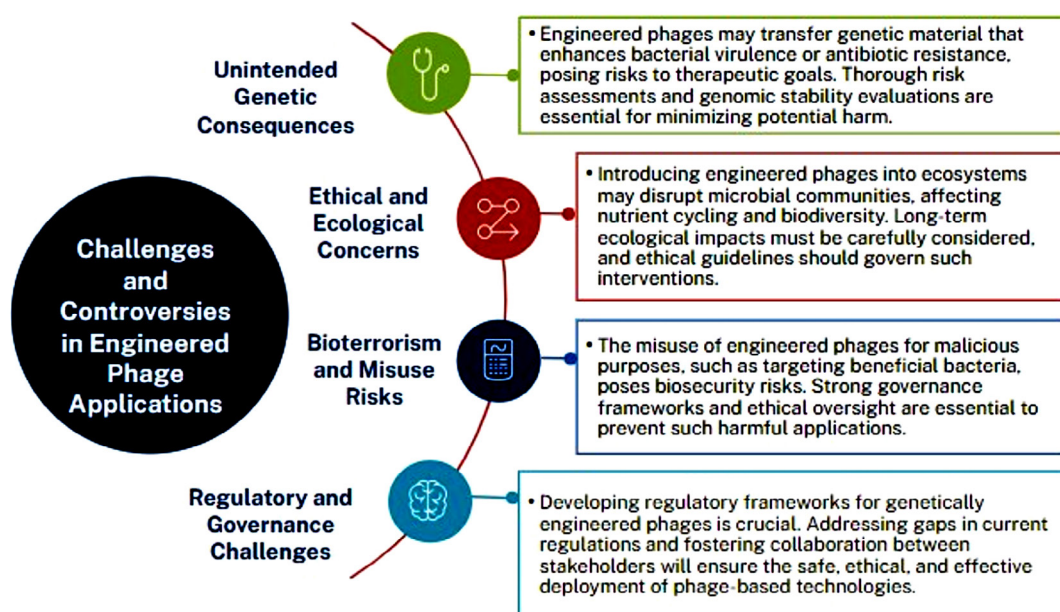 Challenges
and
Controversies
in Engineered
Phage
Applications
Unintended
Genetic
Consequences
• Engineered phages may transfer genetic material that
enhances bacterial virulence or antibiotic resistance,
posing risks to therapeutic goals. Thorough risk
assessments and genomic stability evaluations are
essential for minimizing potential harm.
Ethical and
Ecological
Concerns
• Introducing engineered phages into ecosystems
may disrupt microbial communities, affecting
nutrient cycling and biodiversity. Long-term
ecological impacts must be carefully considered,
and ethical guidelines should govern such
interventions.
Bioterrorism
and Misuse
Risks
• The misuse of engineered phages for malicious
purposes, such as targeting beneficial bacteria,
poses biosecurity risks. Strong governance
frameworks and ethical oversight are essential to
prevent such harmful applications.
Regulatory and
Governance
Challenges
• Developing regulatory frameworks for genetically
engineered phages is crucial. Addressing gaps in current
regulations and fostering collaboration between
stakeholders will ensure the safe, ethical, and effective
deployment of phage-based technologies.